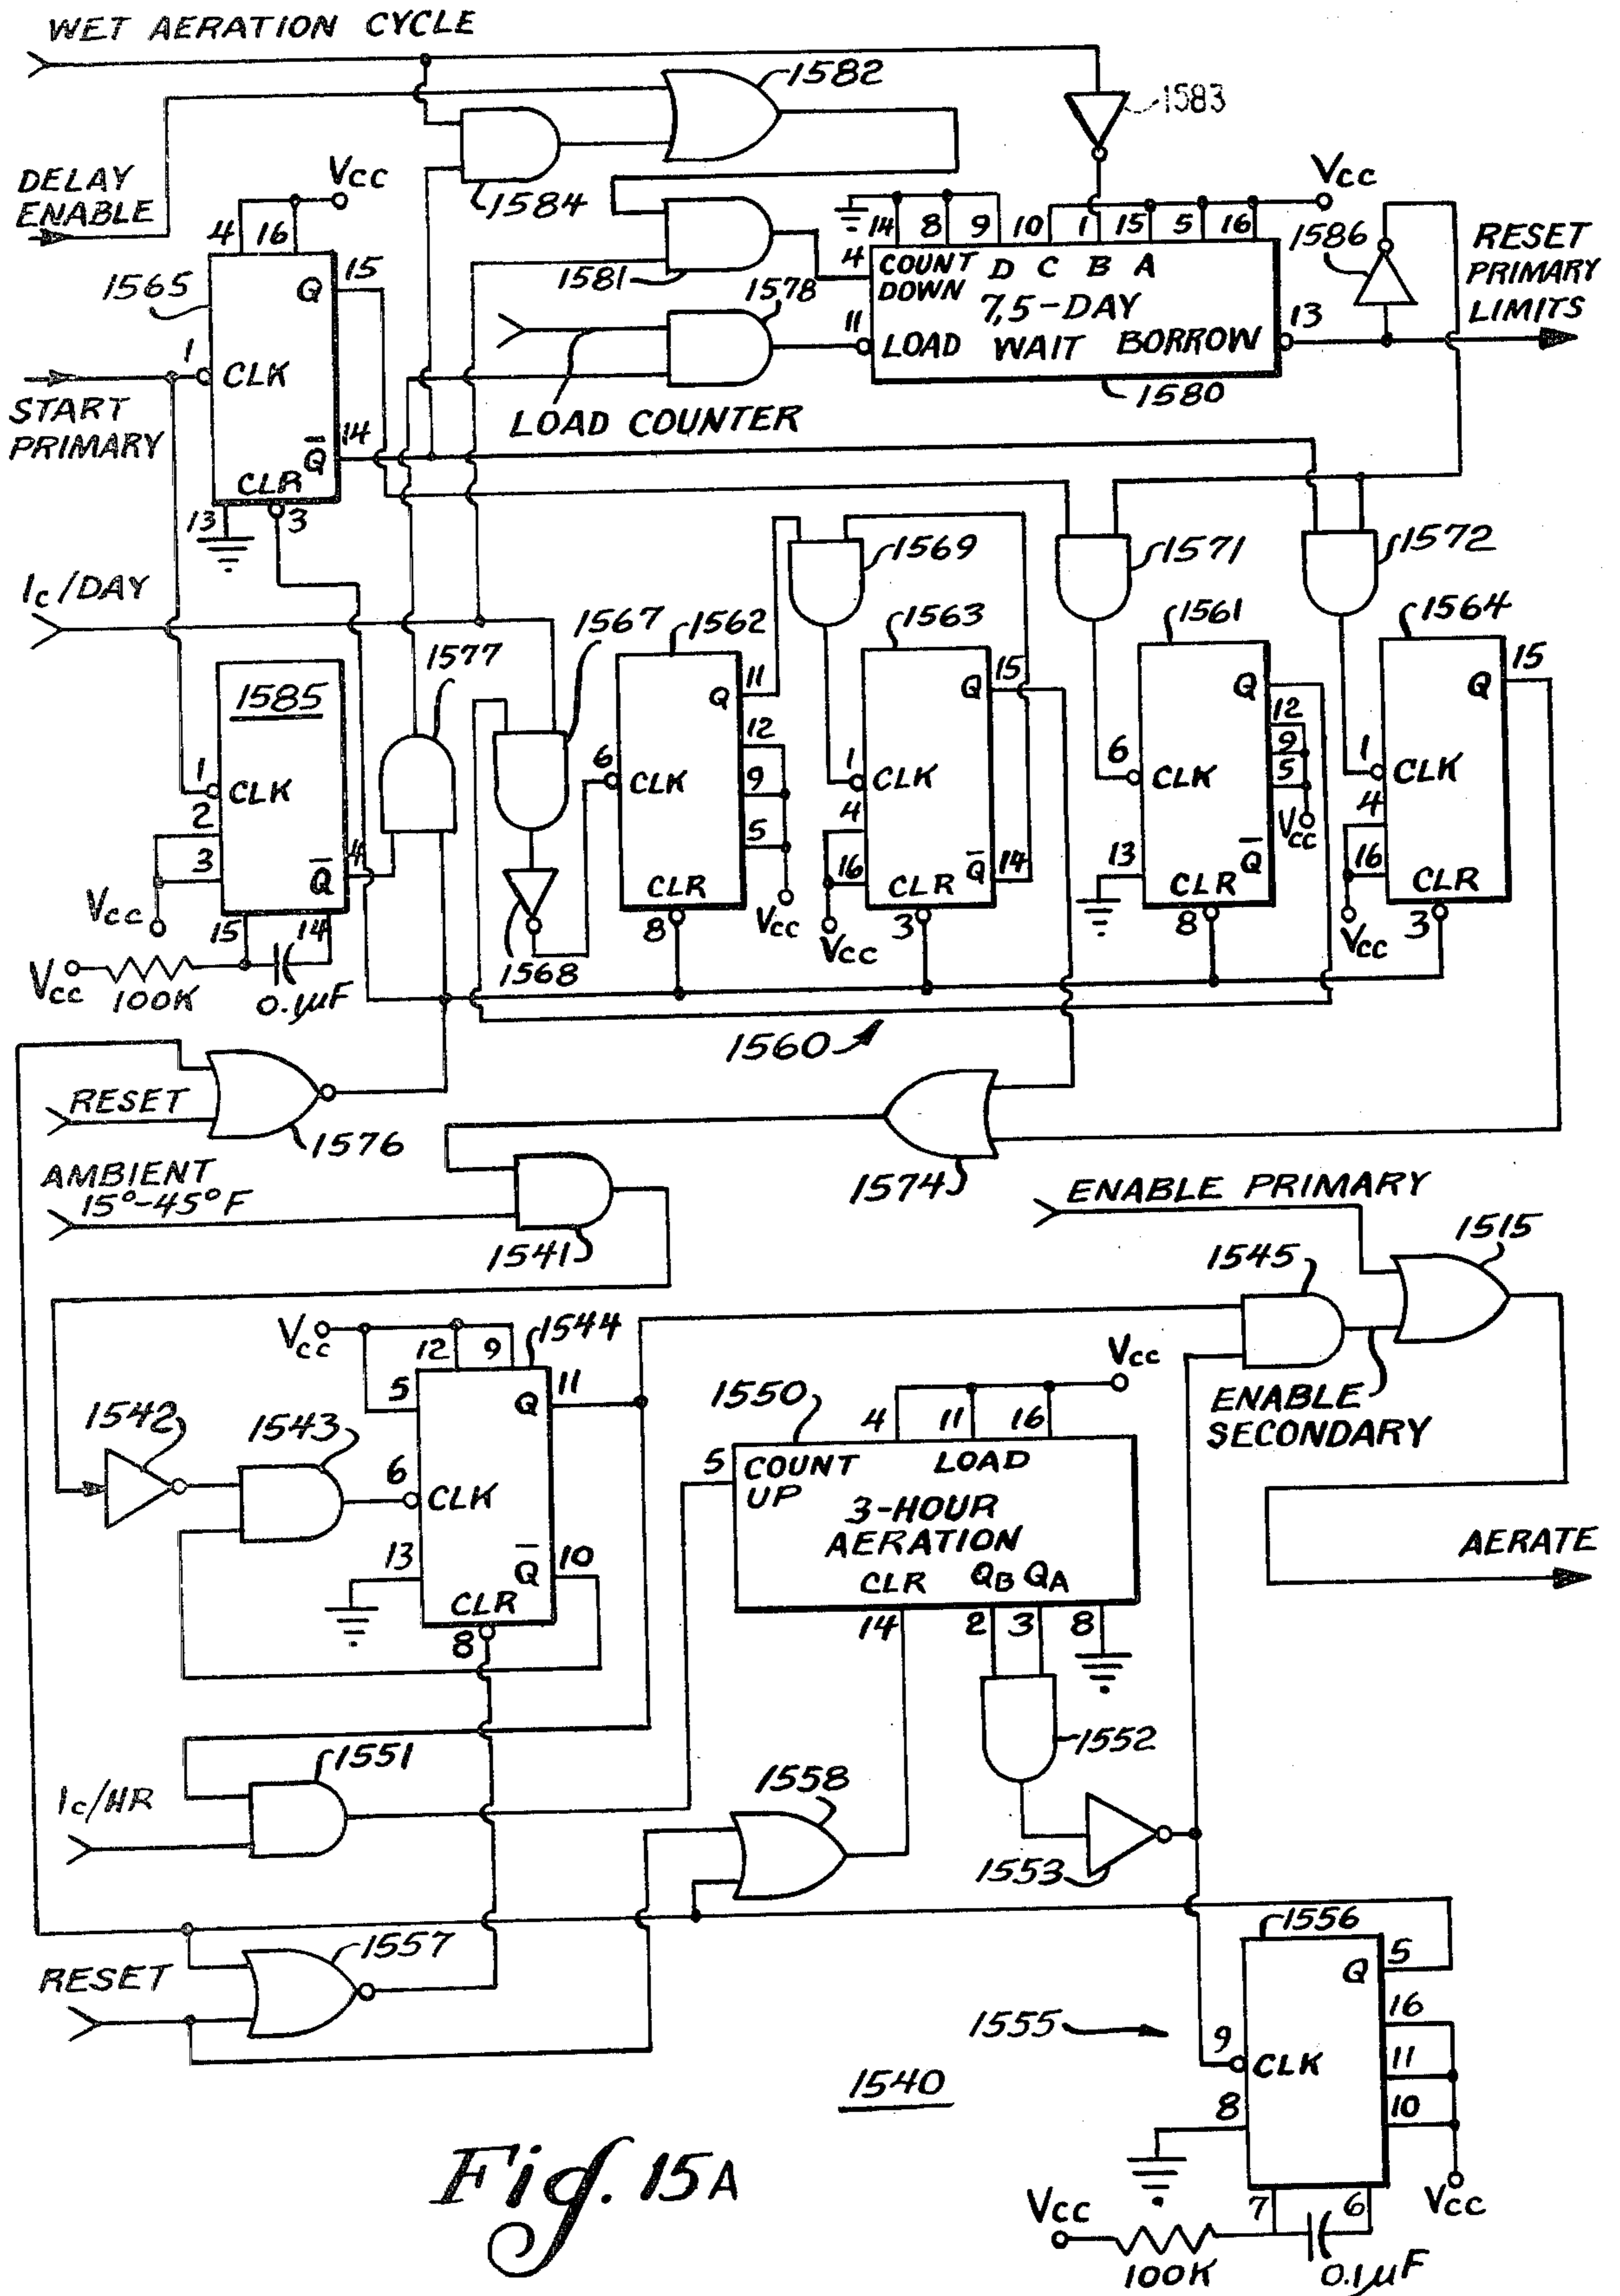 WET AERATION CYCLE
1582
1583
DELAY
ENABLE
Vcc
1584
Vcc
4 16
14 8 9 10 1 15 5 16
1586
RESET
PRIMARY
LIMITS
1565
Q 15
1581
4 COUNT DOWN D C B A
7,5-DAY
1578
11 LOAD WAIT BORROW 13
1 CLK
START
PRIMARY
LOAD COUNTER
1580
Q̅ 14
CLR
13 3
1569
1571
1572
Ic/DAY
1567
1562
1563
1561
1564
1577
1585
Q 11
Q 15
Q
Q 15
12
9
5
Vcc
12
9
5
Vcc
1 CLK
2
3
Q̅ 4
6 CLK
1 CLK
4
16
6 CLK
13
1 CLK
4
16
Vcc
15 14
CLR
8
CLR Q̅ 14
3
Vcc
CLR Q̅
8
CLR
3
Vcc
1568
Vcc 100K 0.1µF
1560
RESET
1576
1574
AMBIENT
15°-45°F
1541
ENABLE PRIMARY
1515
1545
Vcc
12 9
1544
Vcc
5
Q 11
1550
4 11 16
ENABLE
SECONDARY
1542
1543
6 CLK
5 COUNT UP LOAD
3-HOUR
AERATION
AERATE
13
Q̅ 10
CLR QB QA
CLR
8
14 2 3 8
1552
1551
Ic/HR
1558
1553
1557
1556
RESET
Q 5
1555
16
9 CLK
11
8
10
1540
7 6
Vcc
Vcc
100K 0.1µF
Fig. 15A